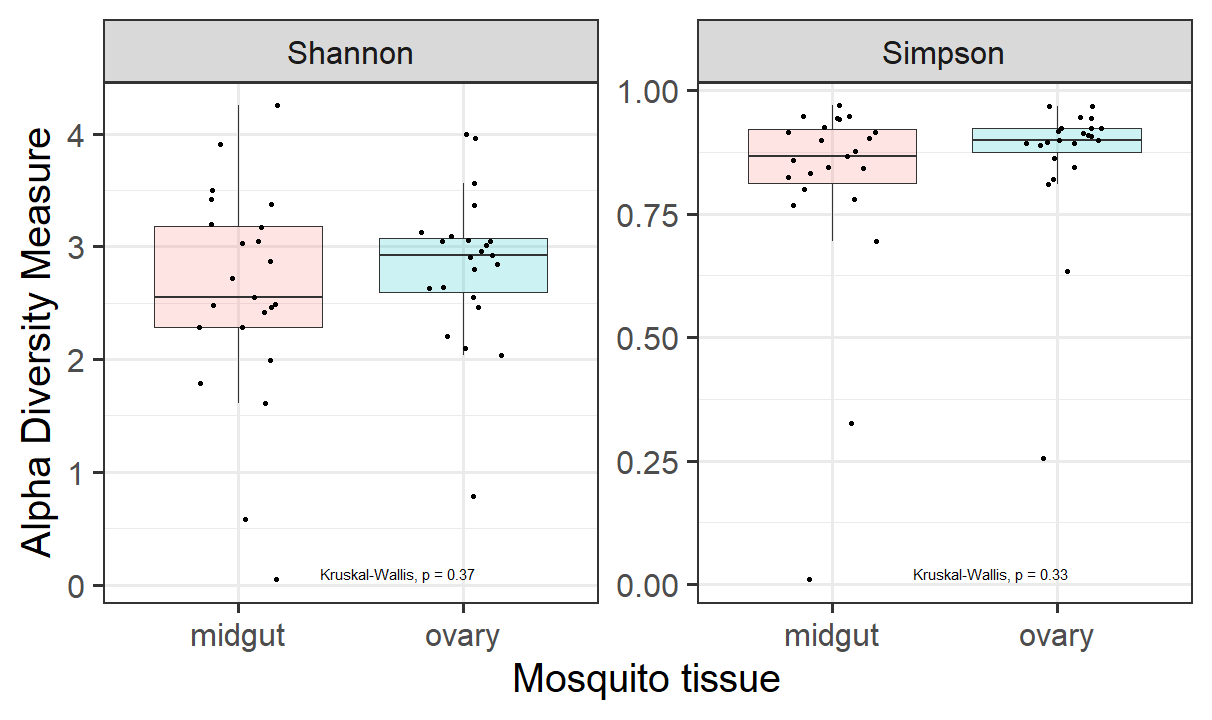 Shannon
Simpson
Alpha Diversity Measure
4
3
2
1
0
1.00
0.75
0.50
0.25
0.00
Kruskal-Wallis, p = 0.37
Kruskal-Wallis, p = 0.33
midgut
ovary
midgut
ovary
Mosquito tissue